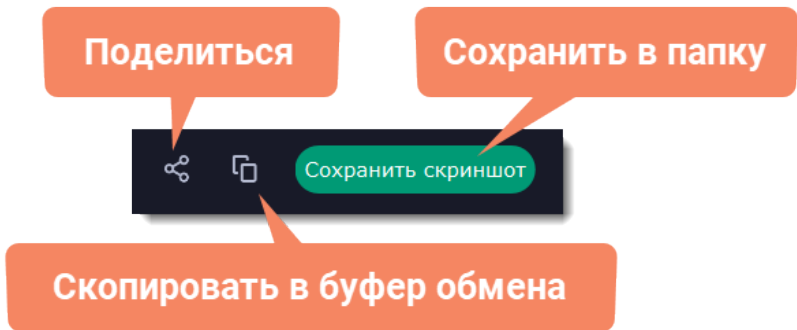 Поделиться
Сохранить в папку
Сохранить скриншот
Скопировать в буфер обмена